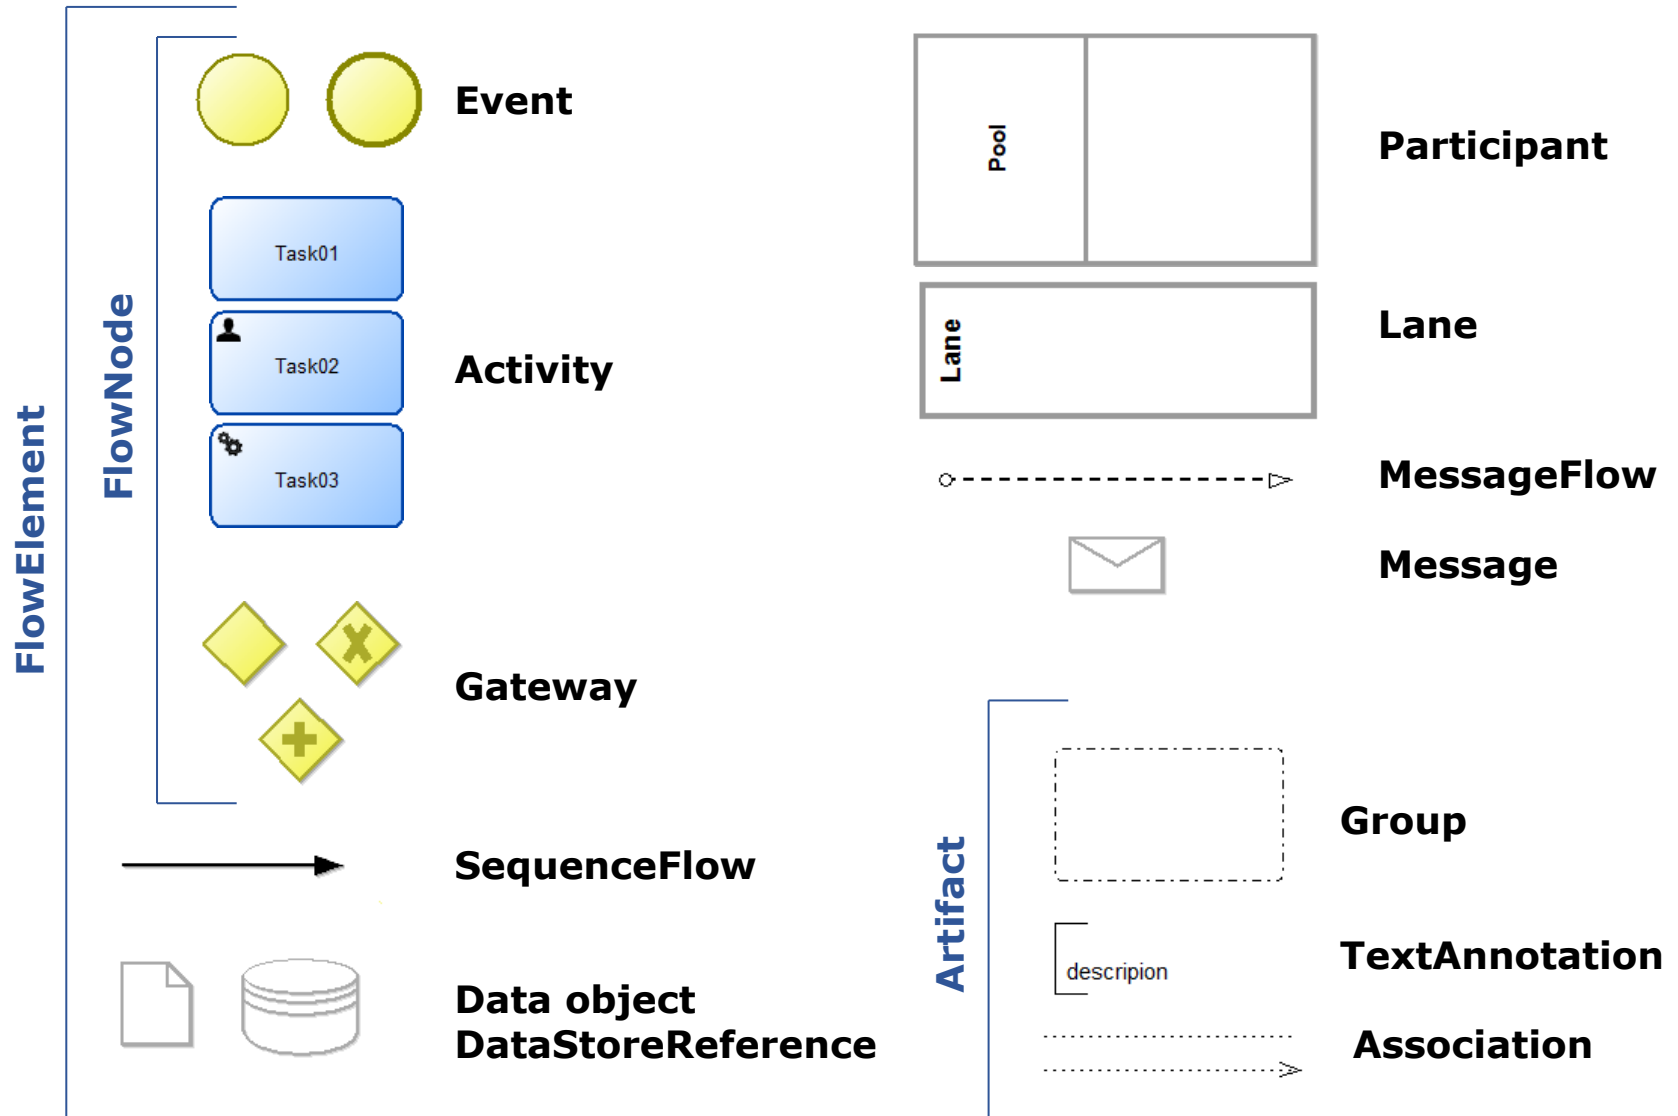 FlowElement
FlowNode
Event
Task01
Task02
Task03
Activity
Gateway
SequenceFlow
Data object
DataStoreReference
Pool
Participant
Lane
Lane
MessageFlow
Message
Artifact
Group
descripion
TextAnnotation
Association